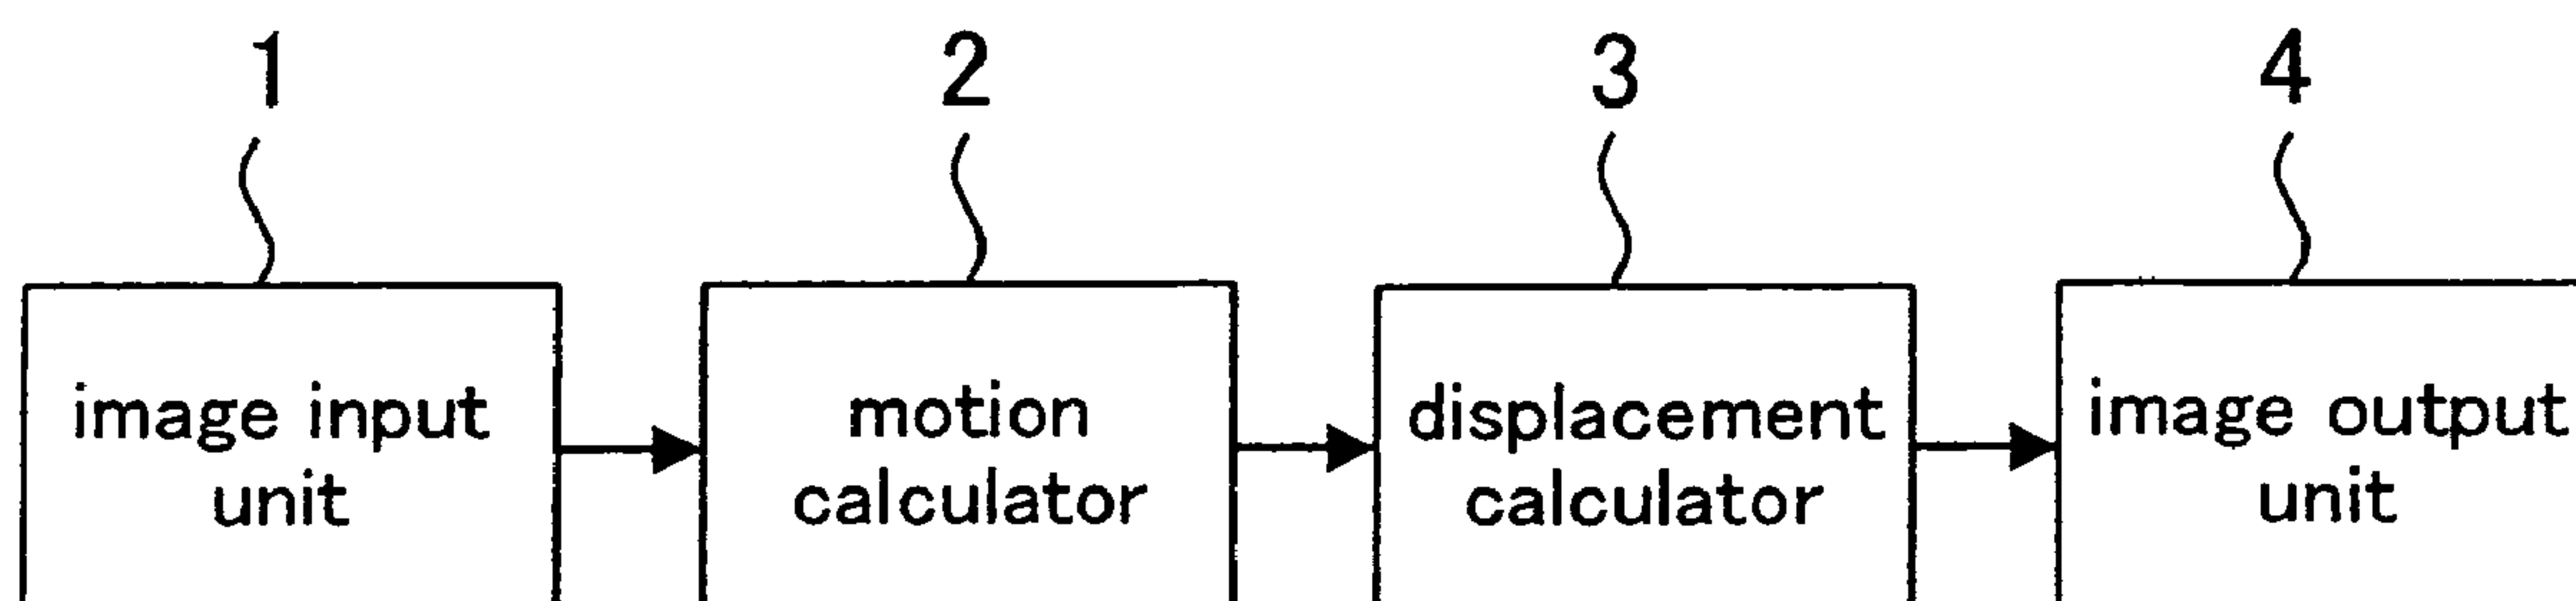 1 2 3 4
image input motion displacement image output
unit calculator calculator unit